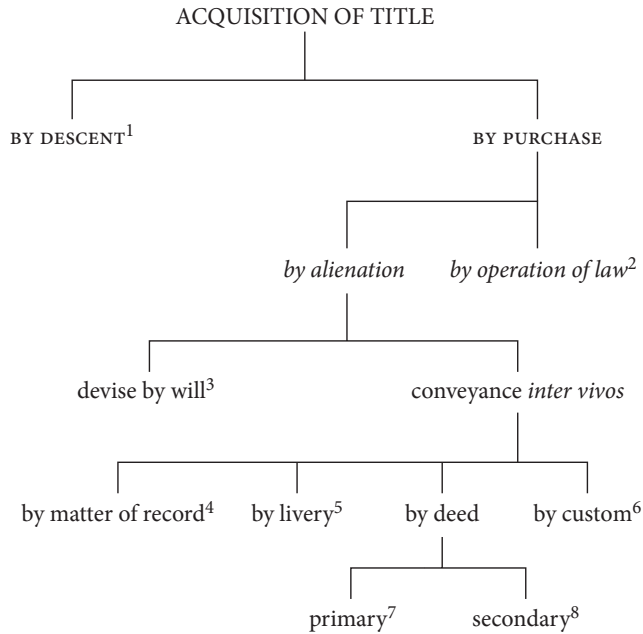 ACQUISITION OF TITLE
BY DESCENT¹ BY PURCHASE
by alienation by operation of law²
devise by will³ conveyance inter vivos
by matter of record⁴ by livery⁵ by deed by custom⁶
primary⁷ secondary⁸